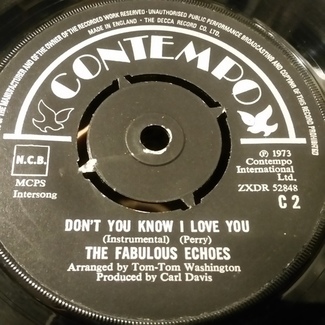 THE MANUFACTURER AND OF THE OWNER OF THE RECORDED WORK RESERVED. UNAUTHORISED PUBLIC PERFORMANCE BROADCASTING AND COPYING OF THIS RECORD PROHIBITED
MADE IN ENGLAND · THE DECCA RECORD CO. LTD.
CONTEMPO
N.C.B.
MCPS
Intersong
℗ 1973
Contempo
International
Ltd.
ZXDR 52848
C 2
DON'T YOU KNOW I LOVE YOU
(Instrumental) (Perry)
THE FABULOUS ECHOES
Arranged by Tom-Tom Washington
Produced by Carl Davis